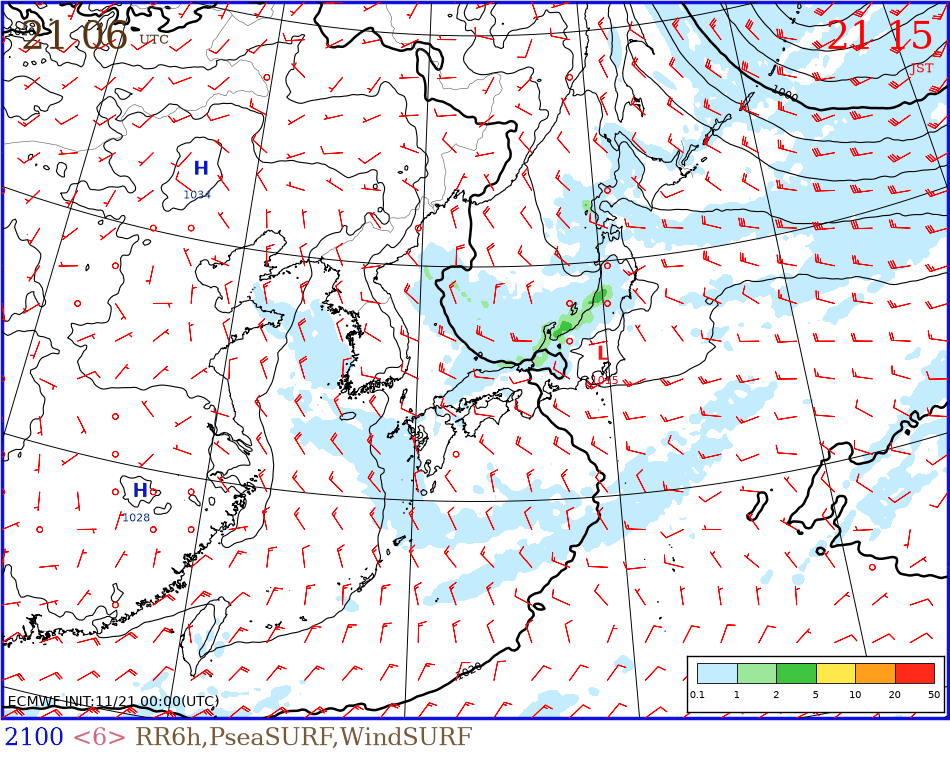 21 06 UTC
21 15
JST
1000
H
1034
L
H
1028
1020
0.1 1 2 5 10 20 50
ECMWF INIT:11/21 00:00(UTC)
2100 <6> RR6h,PseaSURF,WindSURF